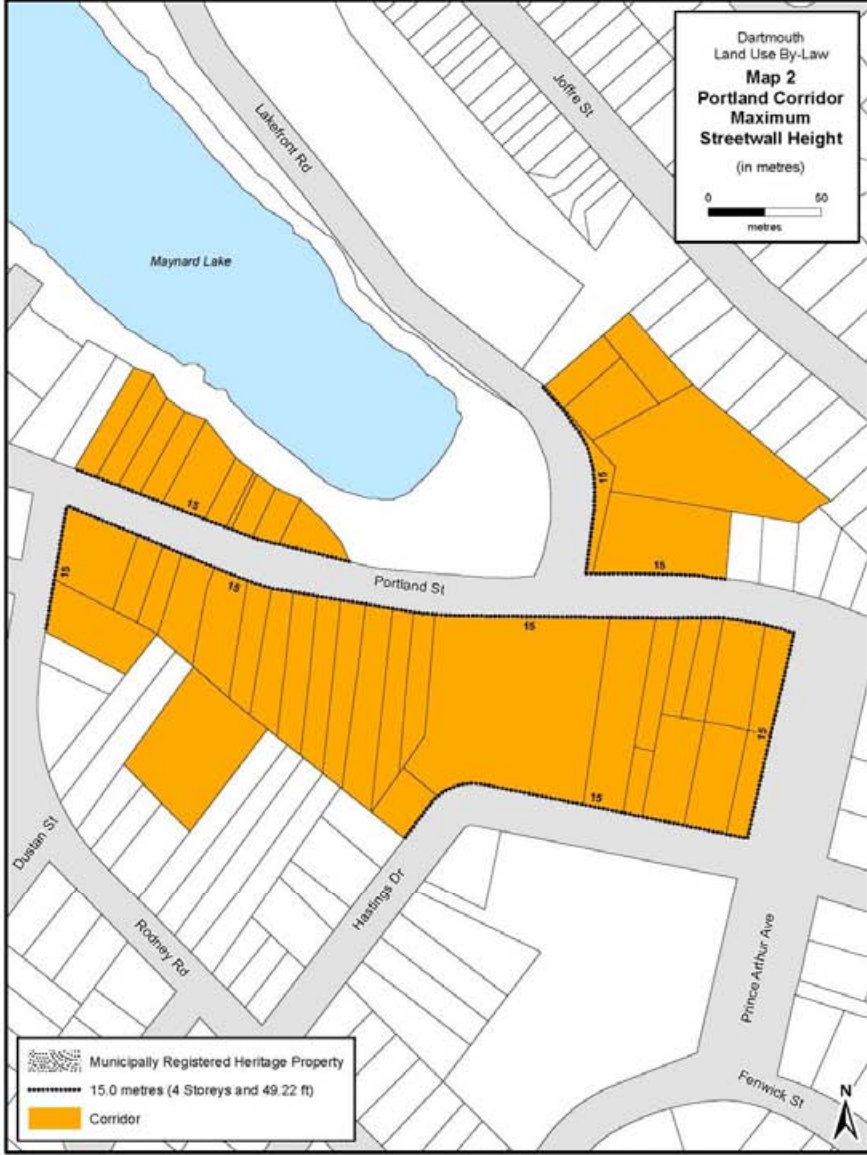 Dartmouth
Land Use By-Law
Map 2
Portland Corridor
Maximum
Streetwall Height
(in metres)
0 50
metres
Joffre St
Lakefront Rd
Maynard Lake
15
15
15
15
15
Portland St
15
15
15
Dustan St
Hastings Dr
Rodney Rd
Prince Arthur Ave
Fenwick St
N
Municipally Registered Heritage Property
15.0 metres (4 Storeys and 49.22 ft)
Corridor